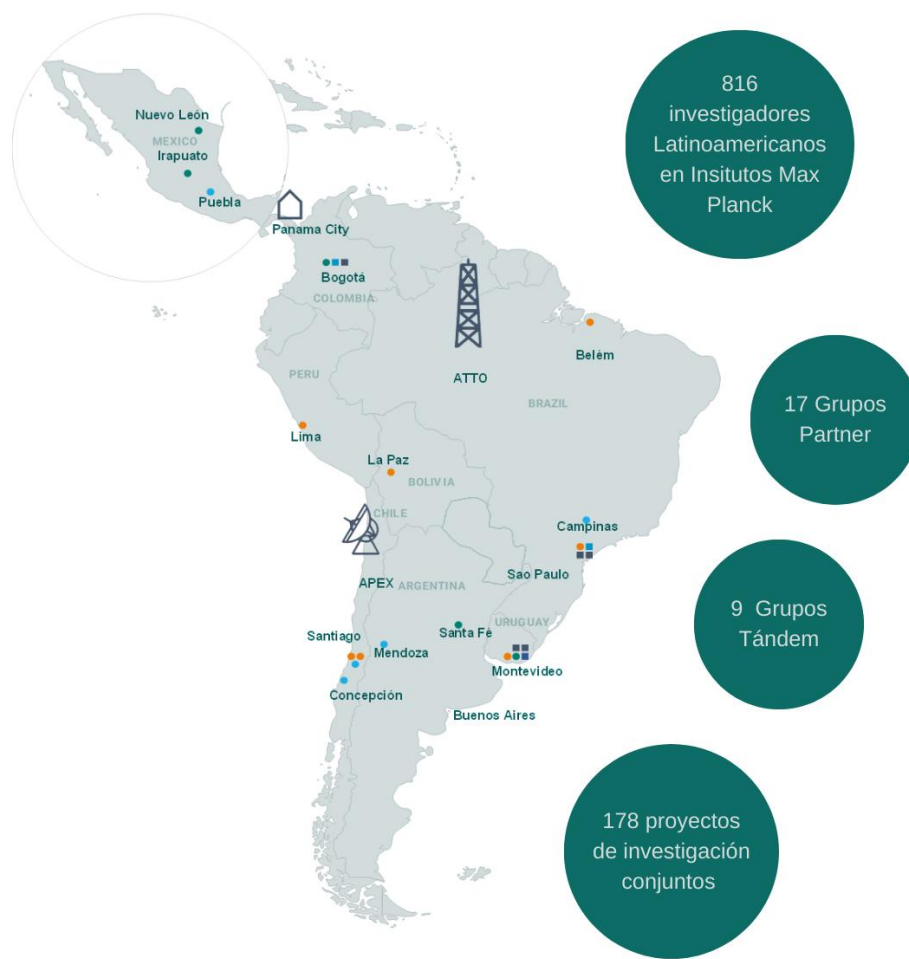 Nuevo León
MEXICO
Irapuato
Puebla
Panama City
Bogotá
COLOMBIA
ATTO
Belém
PERU
BRAZIL
Lima
La Paz
BOLIVIA
CHILE
Campinas
Sao Paulo
APEX
ARGENTINA
URUGUAY
Santa Fé
Santiago
Mendoza
Montevideo
Concepción
Buenos Aires
816
investigadores
Latinoamericanos
en Insitutos Max
Planck
17 Grupos
Partner
9 Grupos
Tándem
178 proyectos
de investigación
conjuntos